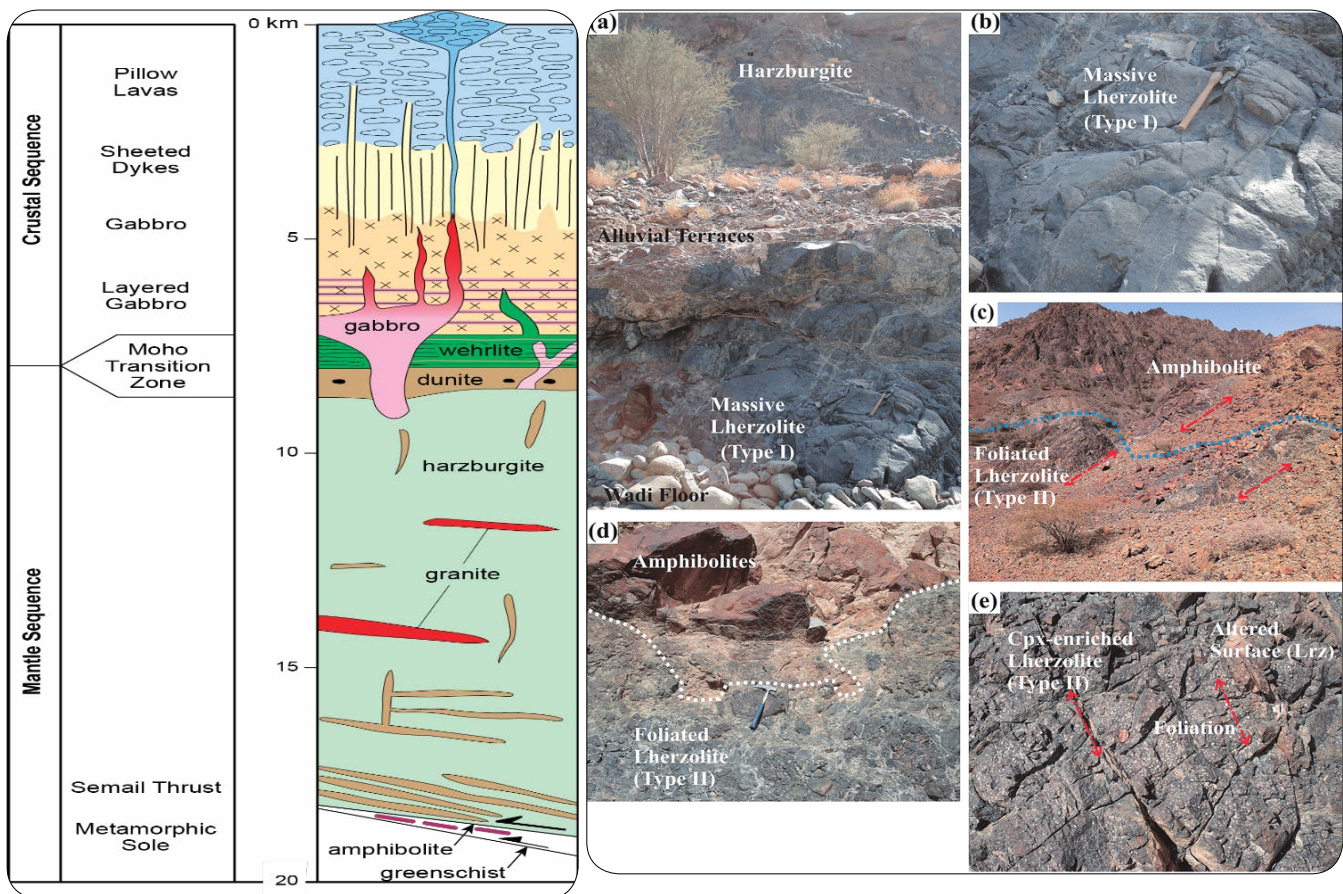 Crustal Sequence
Mantle Sequence
Pillow
Lavas
Sheeted
Dykes
Gabbro
Layered
Gabbro
Moho
Transition
Zone
Semail Thrust
Metamorphic
Sole
0 km
5
10
15
20
gabbro
wehrlite
dunite
harzburgite
granite
amphibolite
greenschist
(a)
Harzburgite
Alluvial Terraces
Massive
Lherzolite
(Type I)
Wadi Floor
(b)
Massive
Lherzolite
(Type I)
(c)
Amphibolite
Foliated
Lherzolite
(Type II)
(d)
Amphibolites
Foliated
Lherzolite
(Type II)
(e)
Cpx-enriched
Lherzolite
(Type II)
Altered
Surface (Lrz)
Foliation